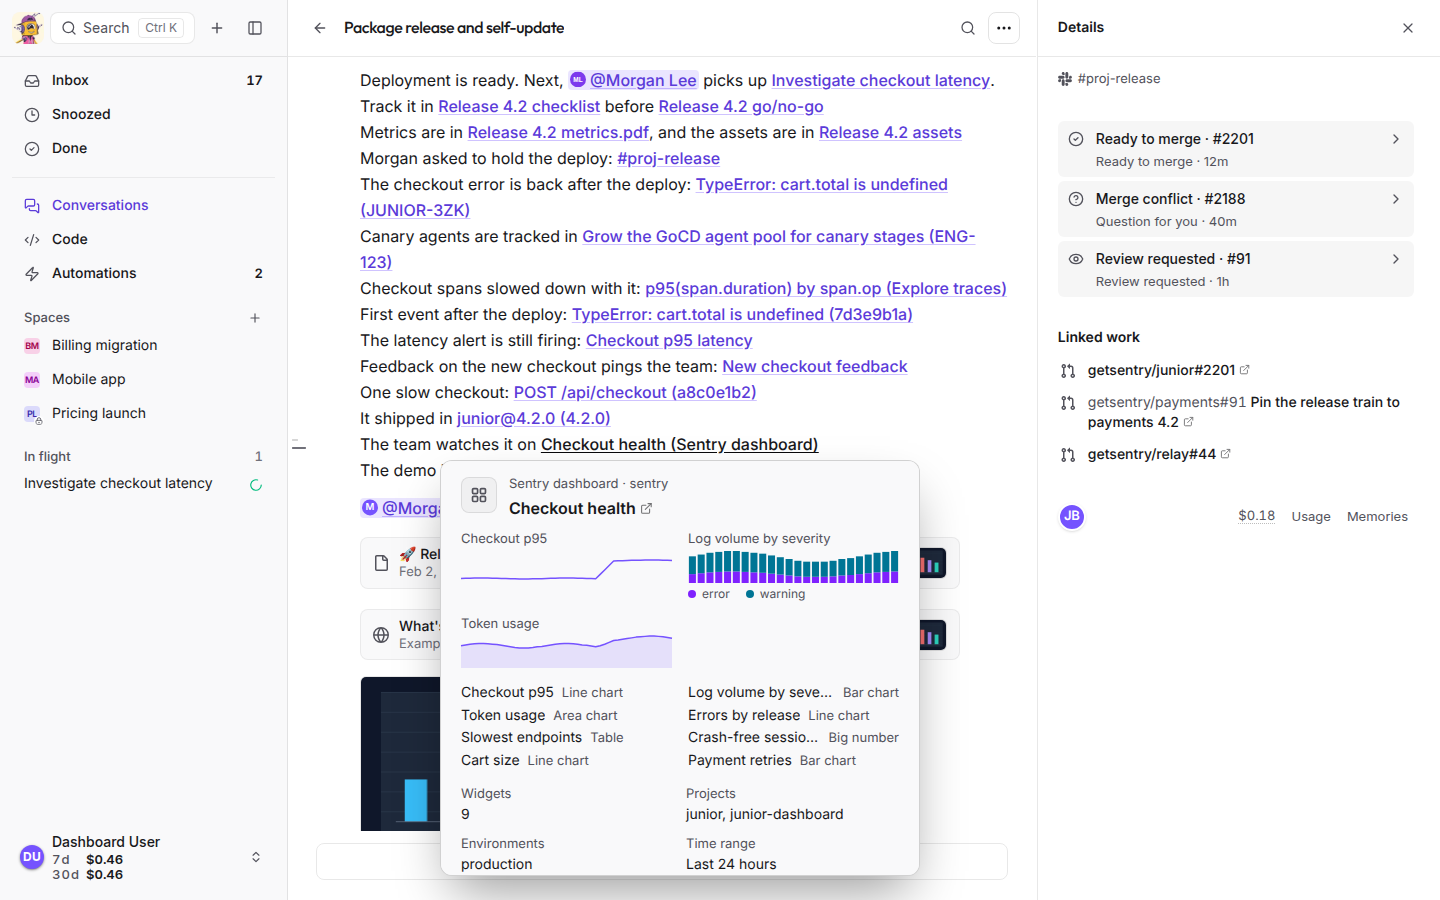 Search
Ctrl K
Inbox
17
Snoozed
Done
Conversations
Code
Automations
2
Spaces
BM
Billing migration
MA
Mobile app
PL
Pricing launch
In flight
1
Investigate checkout latency
DU
Dashboard User
7d $0.46
30d $0.46
Package release and self-update
Deployment is ready. Next, ML @Morgan Lee picks up Investigate checkout latency.
Track it in Release 4.2 checklist before Release 4.2 go/no-go
Metrics are in Release 4.2 metrics.pdf, and the assets are in Release 4.2 assets
Morgan asked to hold the deploy: #proj-release
The checkout error is back after the deploy: TypeError: cart.total is undefined
(JUNIOR-3ZK)
Canary agents are tracked in Grow the GoCD agent pool for canary stages (ENG-
123)
Checkout spans slowed down with it: p95(span.duration) by span.op (Explore traces)
First event after the deploy: TypeError: cart.total is undefined (7d3e9b1a)
The latency alert is still firing: Checkout p95 latency
Feedback on the new checkout pings the team: New checkout feedback
One slow checkout: POST /api/checkout (a8c0e1b2)
It shipped in junior@4.2.0 (4.2.0)
The team watches it on Checkout health (Sentry dashboard)
The demo
M @Morga
🚀 Rel
Feb 2,
What's
Examp
Sentry dashboard · sentry
Checkout health
Checkout p95
Log volume by severity
error
warning
Token usage
Checkout p95 Line chart
Log volume by seve... Bar chart
Token usage Area chart
Errors by release Line chart
Slowest endpoints Table
Crash-free sessio... Big number
Cart size Line chart
Payment retries Bar chart
Widgets
9
Projects
junior, junior-dashboard
Environments
production
Time range
Last 24 hours
Details
#proj-release
Ready to merge · #2201
Ready to merge · 12m
Merge conflict · #2188
Question for you · 40m
Review requested · #91
Review requested · 1h
Linked work
getsentry/junior#2201
getsentry/payments#91 Pin the release train to
payments 4.2
getsentry/relay#44
JB
$0.18
Usage
Memories